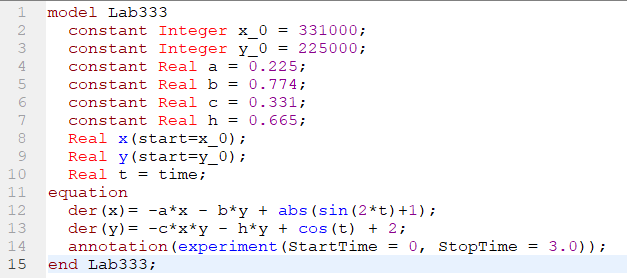 1 model Lab333
2 constant Integer x_0 = 331000;
3 constant Integer y_0 = 225000;
4 constant Real a = 0.225;
5 constant Real b = 0.774;
6 constant Real c = 0.331;
7 constant Real h = 0.665;
8 Real x(start=x_0);
9 Real y(start=y_0);
10 Real t = time;
11 equation
12 der(x)= -a*x - b*y + abs(sin(2*t)+1);
13 der(y)= -c*x*y - h*y + cos(t) + 2;
14 annotation(experiment(StartTime = 0, StopTime = 3.0));
15 end Lab333;